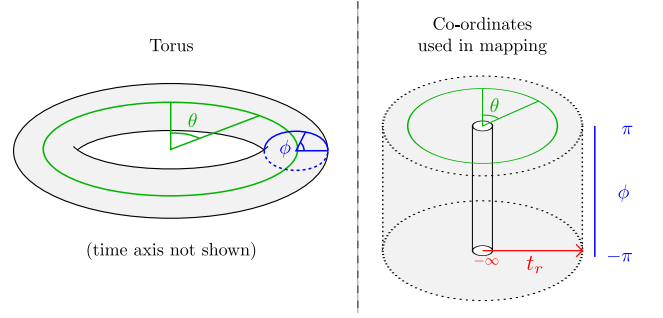 Torus
θ
ϕ
(time axis not shown)
Co-ordinates
used in mapping
θ
π
ϕ
−π
−∞
t_r